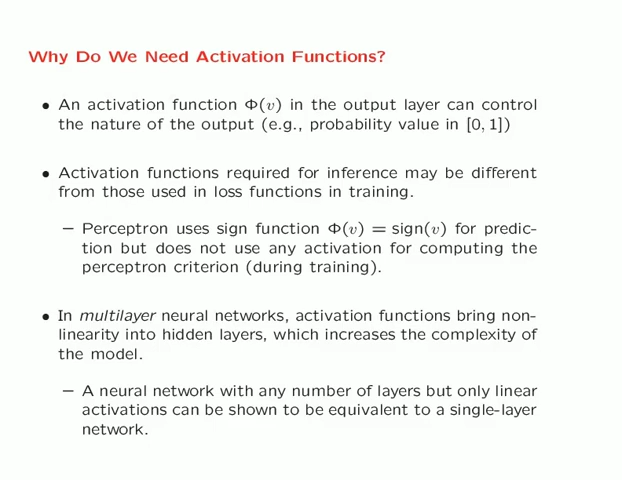 Why Do We Need Activation Functions?
• An activation function Φ(v) in the output layer can control
the nature of the output (e.g., probability value in [0, 1])
• Activation functions required for inference may be different
from those used in loss functions in training.
– Perceptron uses sign function Φ(v) = sign(v) for predic-
tion but does not use any activation for computing the
perceptron criterion (during training).
• In multilayer neural networks, activation functions bring non-
linearity into hidden layers, which increases the complexity of
the model.
– A neural network with any number of layers but only linear
activations can be shown to be equivalent to a single-layer
network.